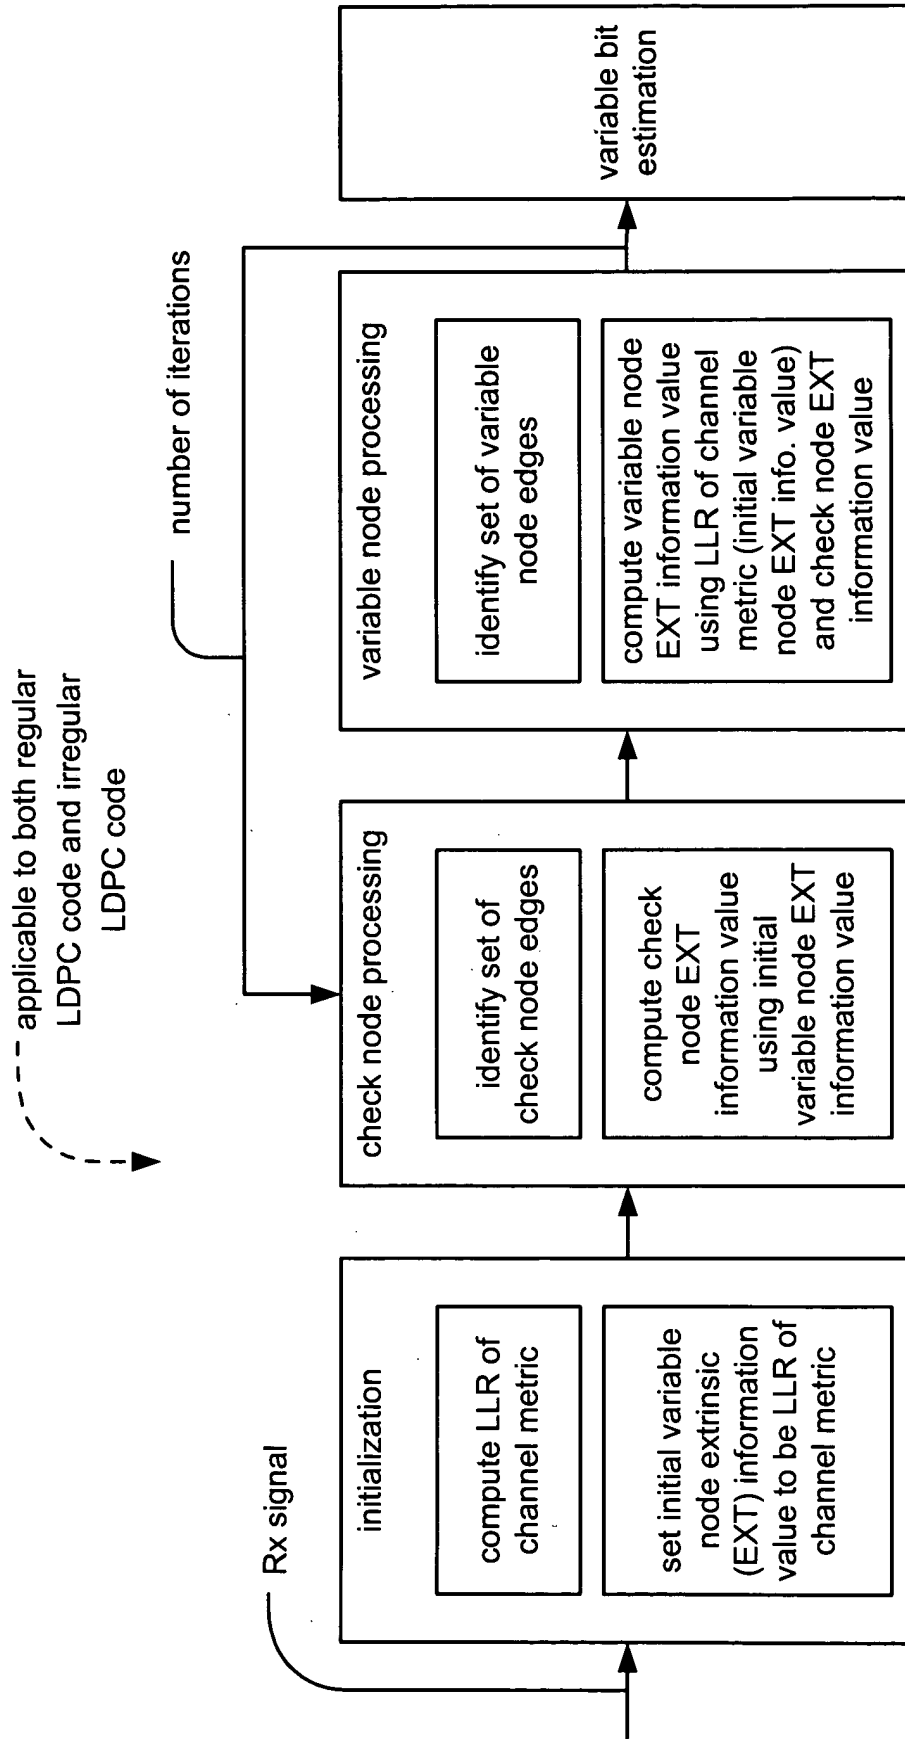 applicable to both regular
LDPC code and irregular
LDPC code
number of iterations
Rx signal
initialization
compute LLR of
channel metric
set initial variable
node extrinsic
(EXT) information
value to be LLR of
channel metric
check node processing
identify set of
check node edges
compute check
node EXT
information value
using initial
variable node EXT
information value
variable node processing
identify set of variable
node edges
compute variable node
EXT information value
using LLR of channel
metric (initial variable
node EXT info. value)
and check node EXT
information value
variable bit
estimation